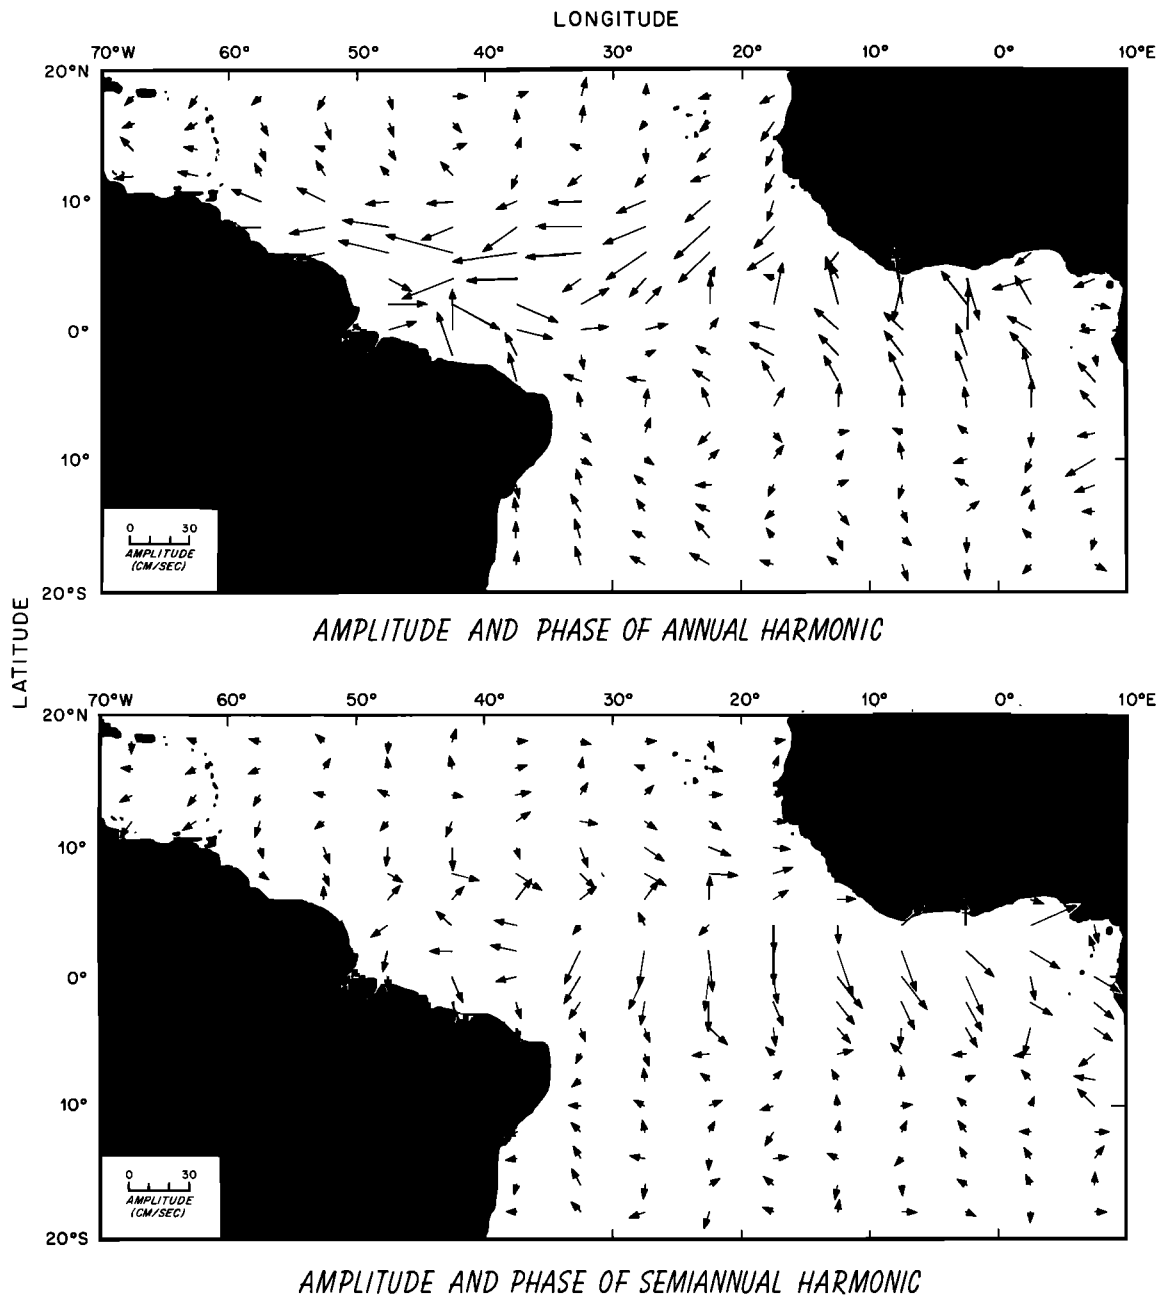 LONGITUDE
70°W 60° 50° 40° 30° 20° 10° 0° 10°E
20°N
10°
0°
10°
0 30
AMPLITUDE
(CM/SEC)
20°S
AMPLITUDE AND PHASE OF ANNUAL HARMONIC
LATITUDE
70°W 60° 50° 40° 30° 20° 10° 0° 10°E
20°N
10°
0°
10°
0 30
AMPLITUDE
(CM/SEC)
20°S
AMPLITUDE AND PHASE OF SEMIANNUAL HARMONIC